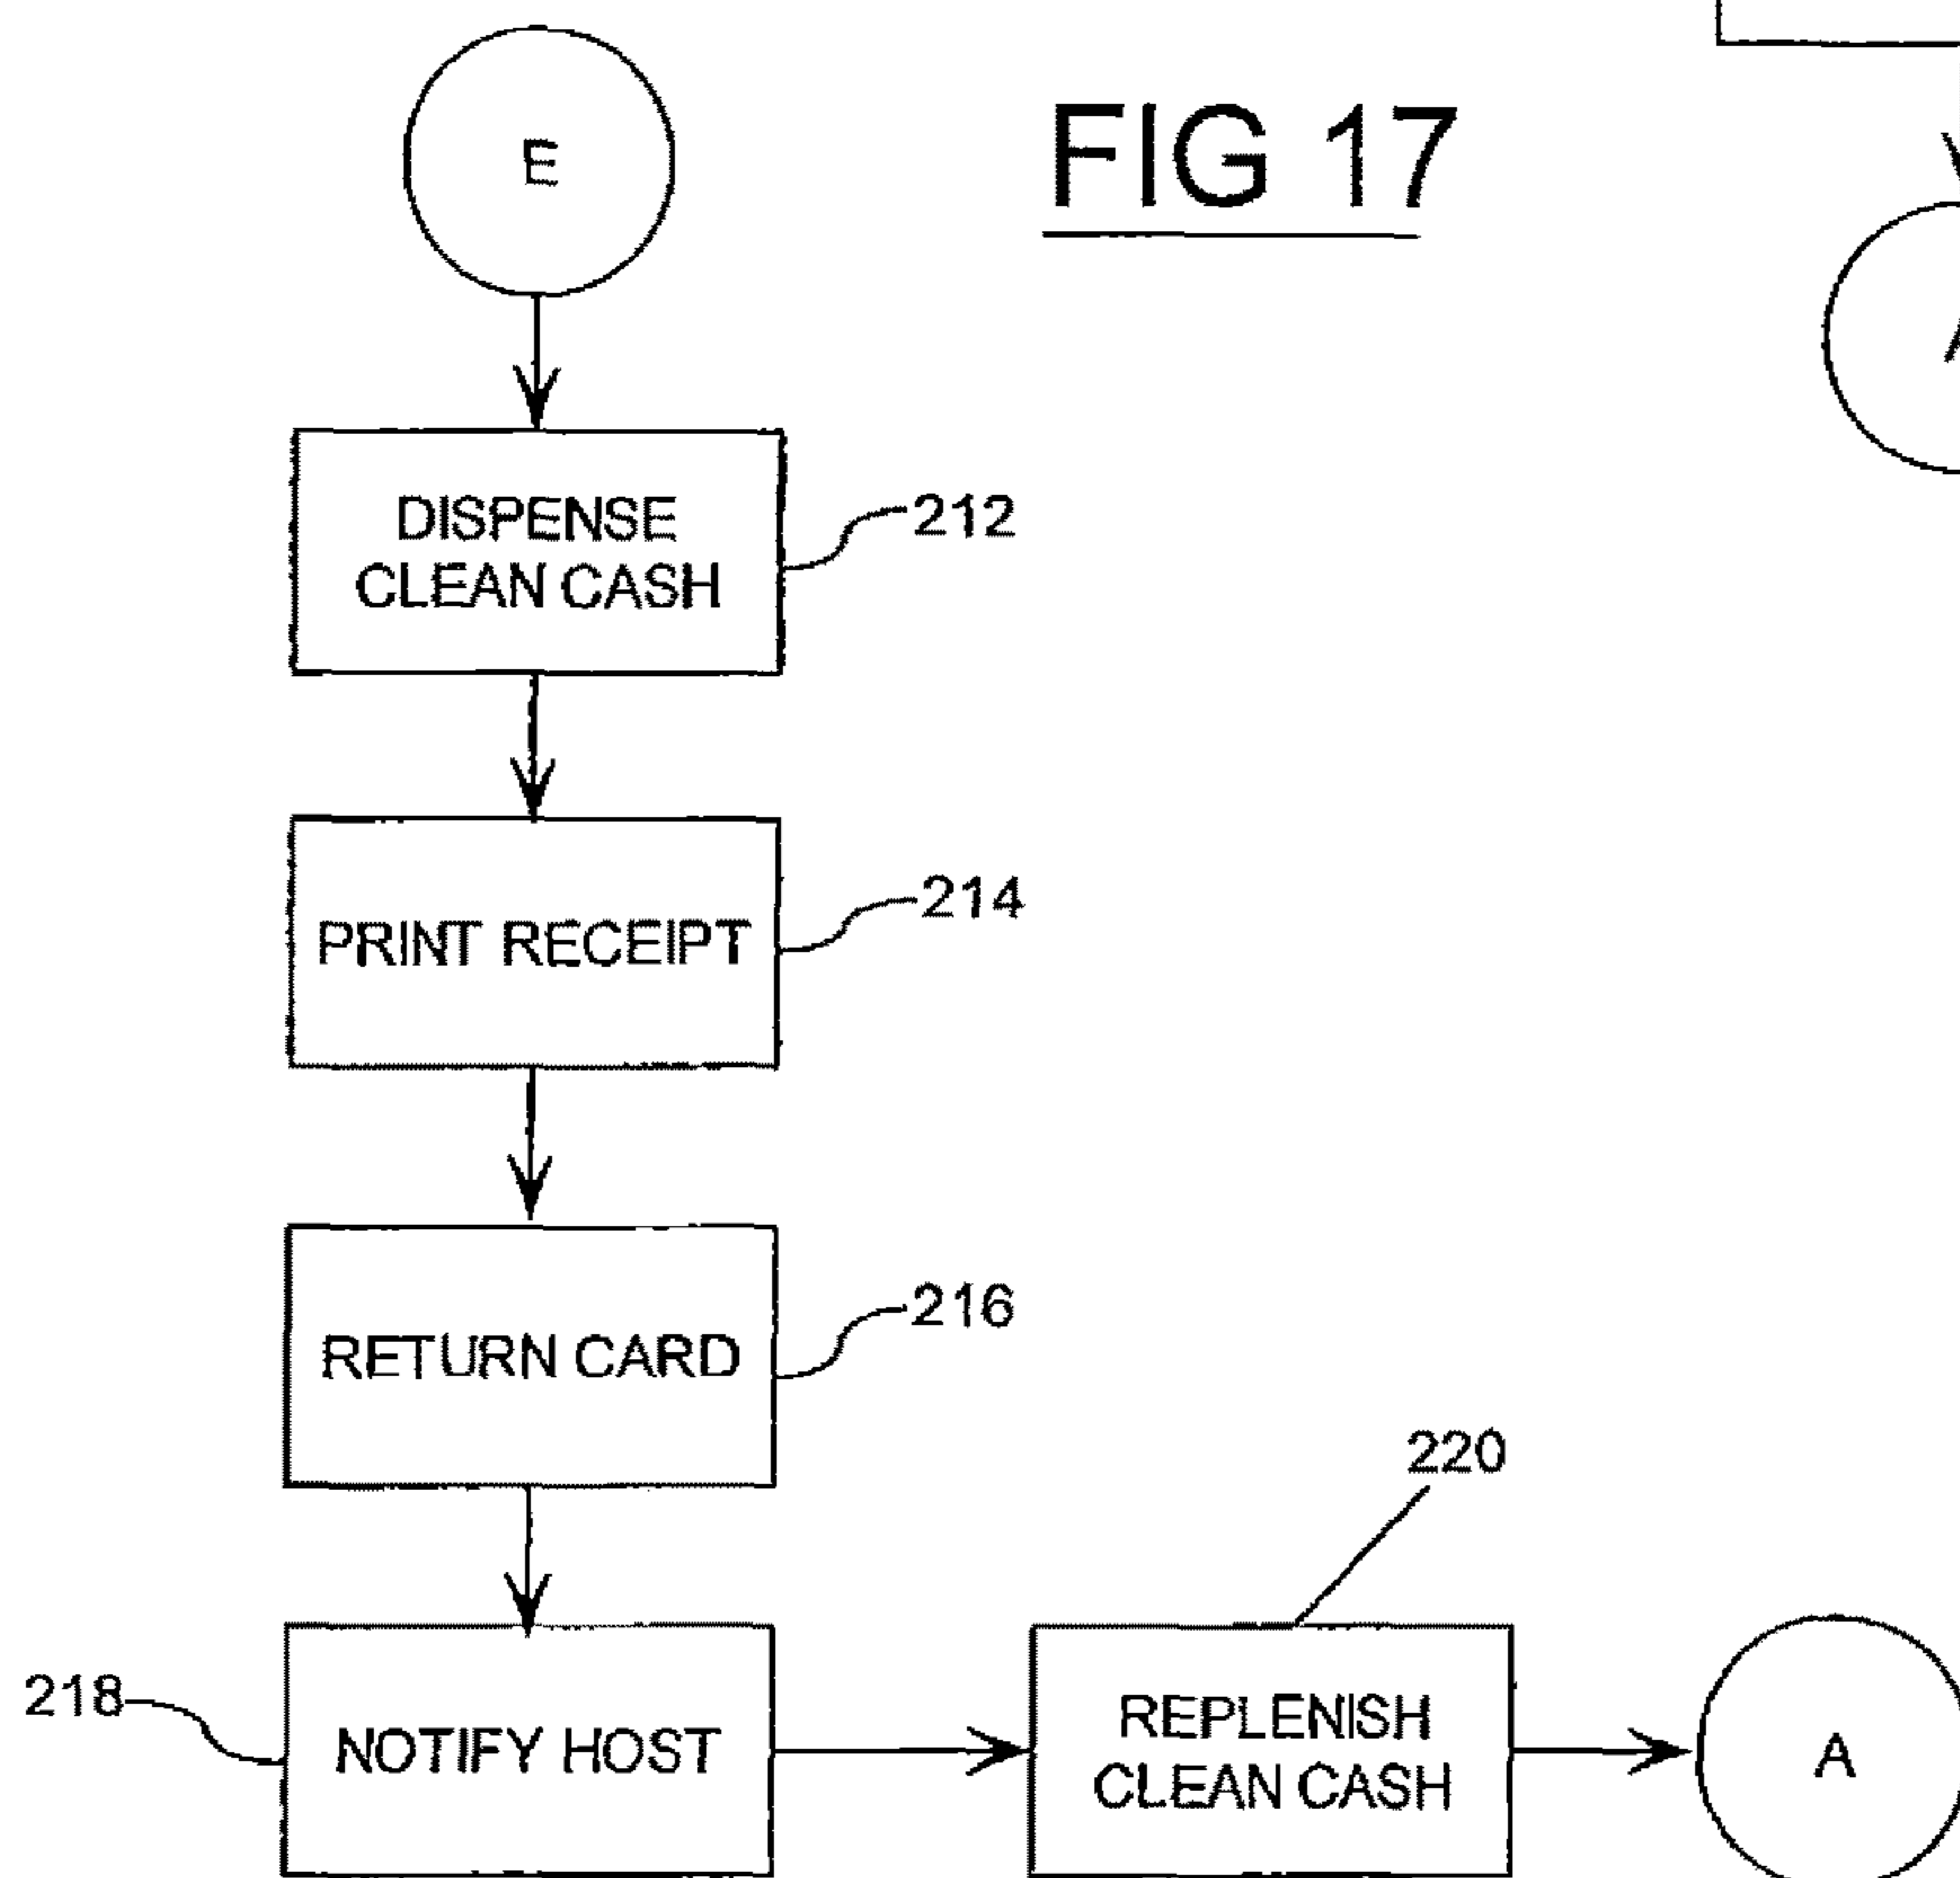 E
FIG 17
DISPENSE
CLEAN CASH
212
PRINT RECEIPT
214
RETURN CARD
216
220
218
NOTIFY HOST
REPLENISH
CLEAN CASH
A